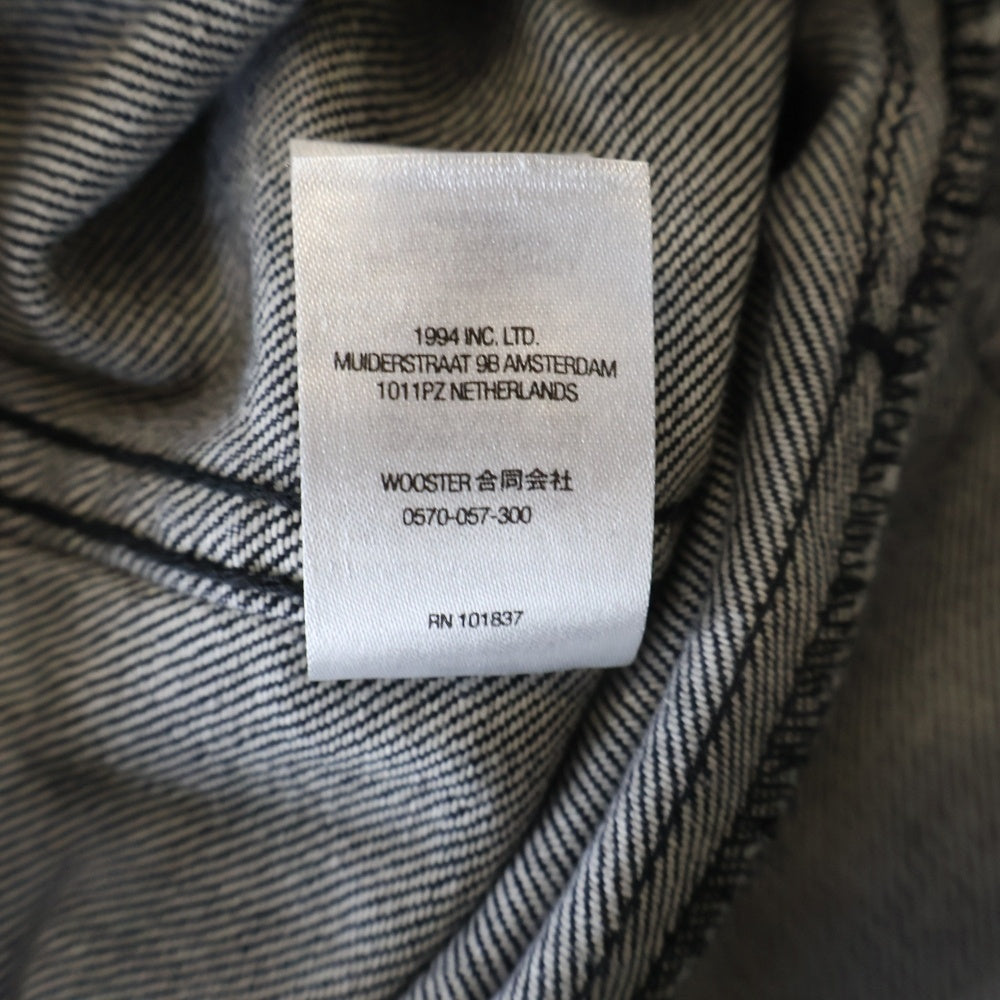 1994 INC. LTD.
MUIDERSTRAAT 9B AMSTERDAM
1011PZ NETHERLANDS
WOOSTER 合同会社
0570-057-300
RN 101837